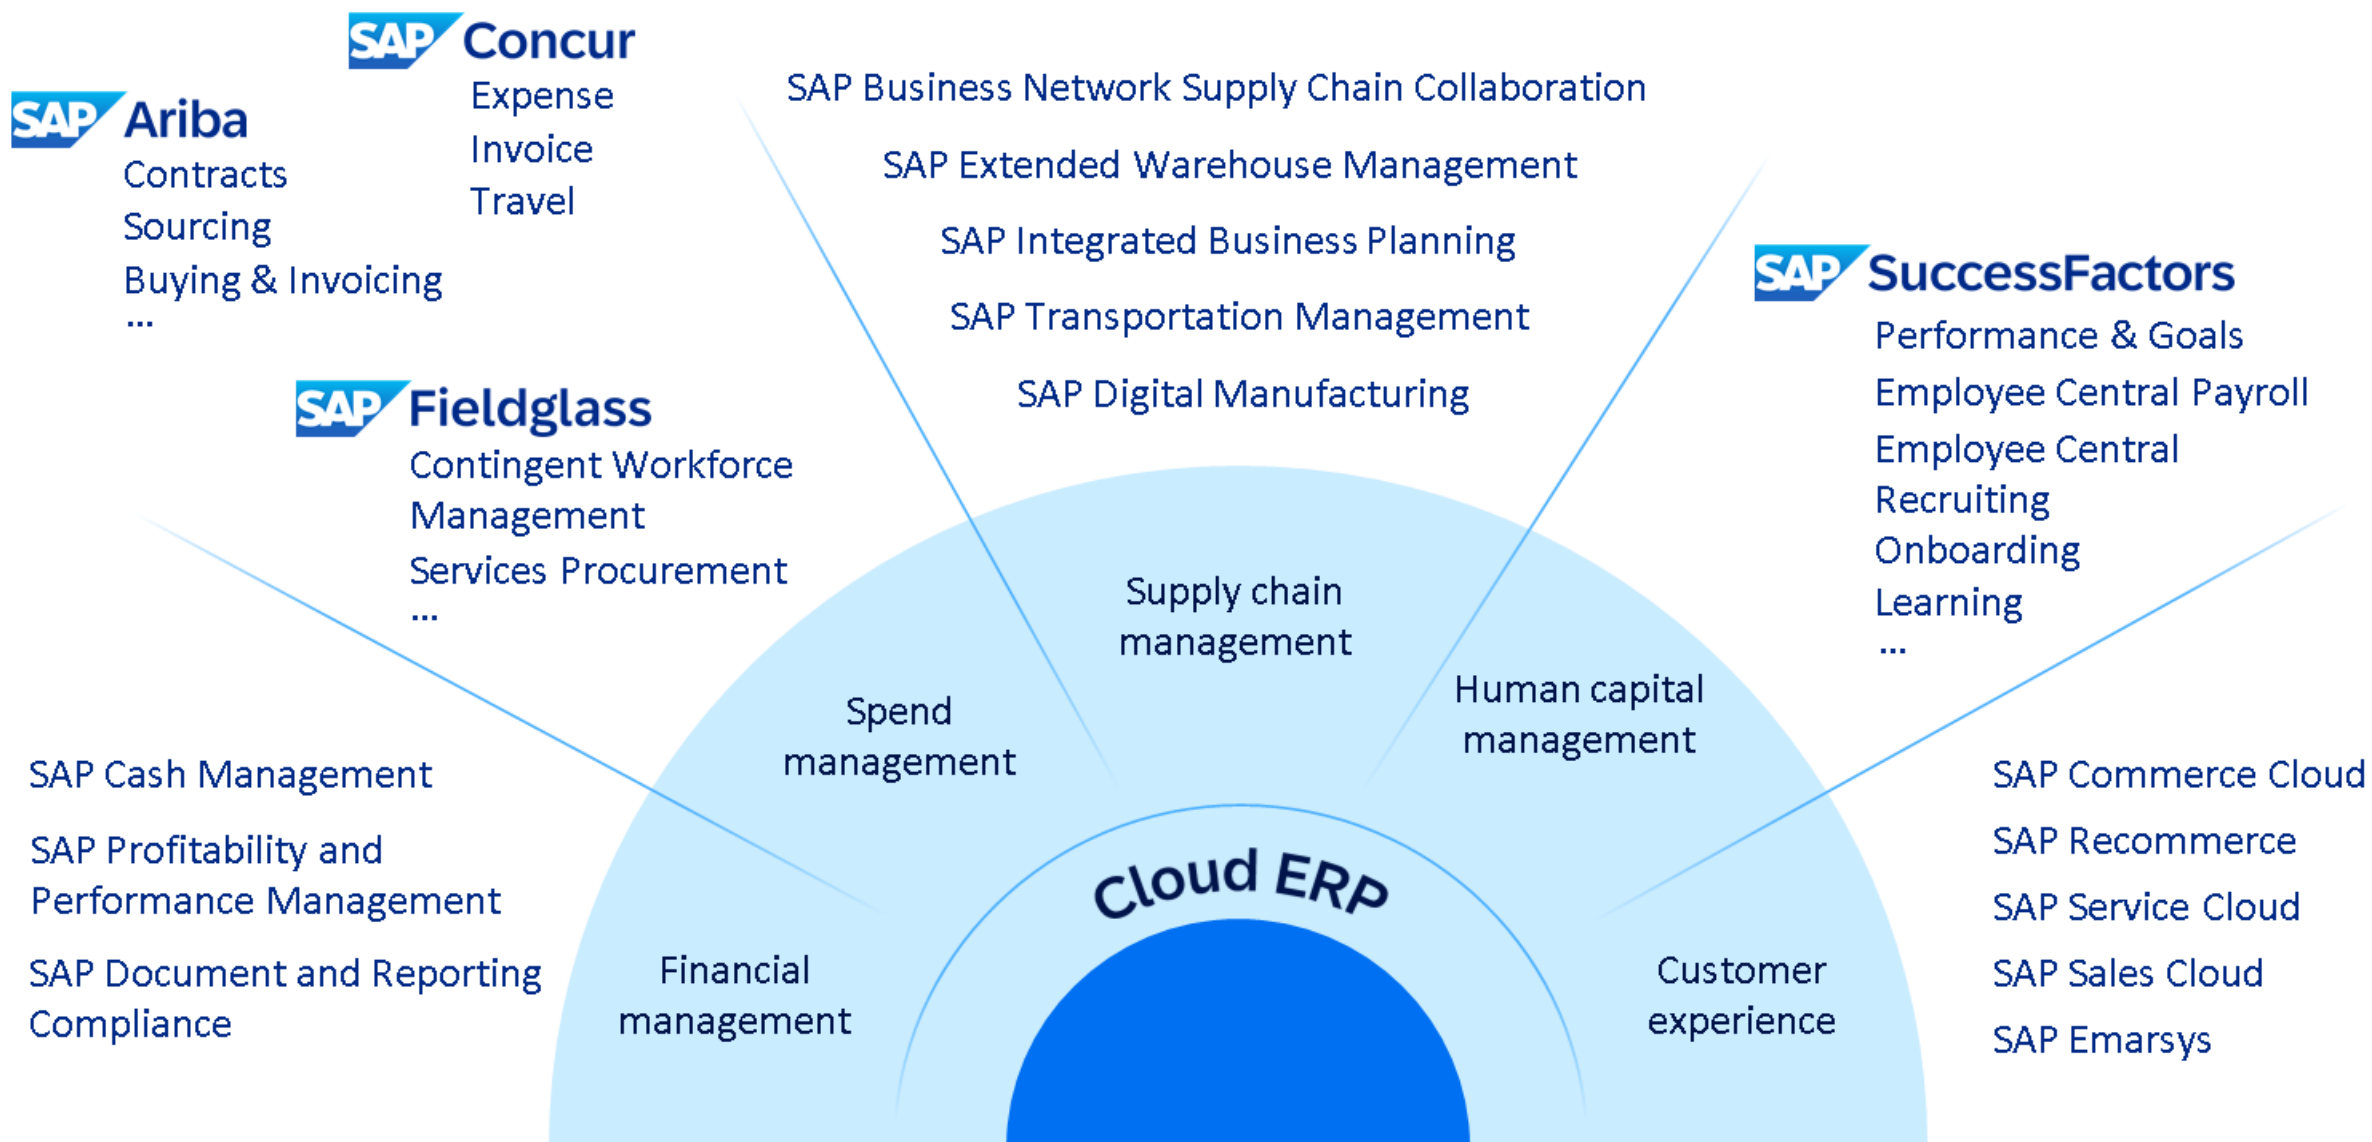 SAP Concur
Expense
Invoice
Travel
SAP Ariba
Contracts
Sourcing
Buying & Invoicing
...
SAP Fieldglass
Contingent Workforce
Management
Services Procurement
...
SAP Business Network Supply Chain Collaboration
SAP Extended Warehouse Management
SAP Integrated Business Planning
SAP Transportation Management
SAP Digital Manufacturing
SAP SuccessFactors
Performance & Goals
Employee Central Payroll
Employee Central
Recruiting
Onboarding
Learning
...
SAP Cash Management
SAP Profitability and
Performance Management
SAP Document and Reporting
Compliance
Financial
management
Spend
management
Supply chain
management
Human capital
management
Customer
experience
Cloud ERP
SAP Commerce Cloud
SAP Recommerce
SAP Service Cloud
SAP Sales Cloud
SAP Emarsys